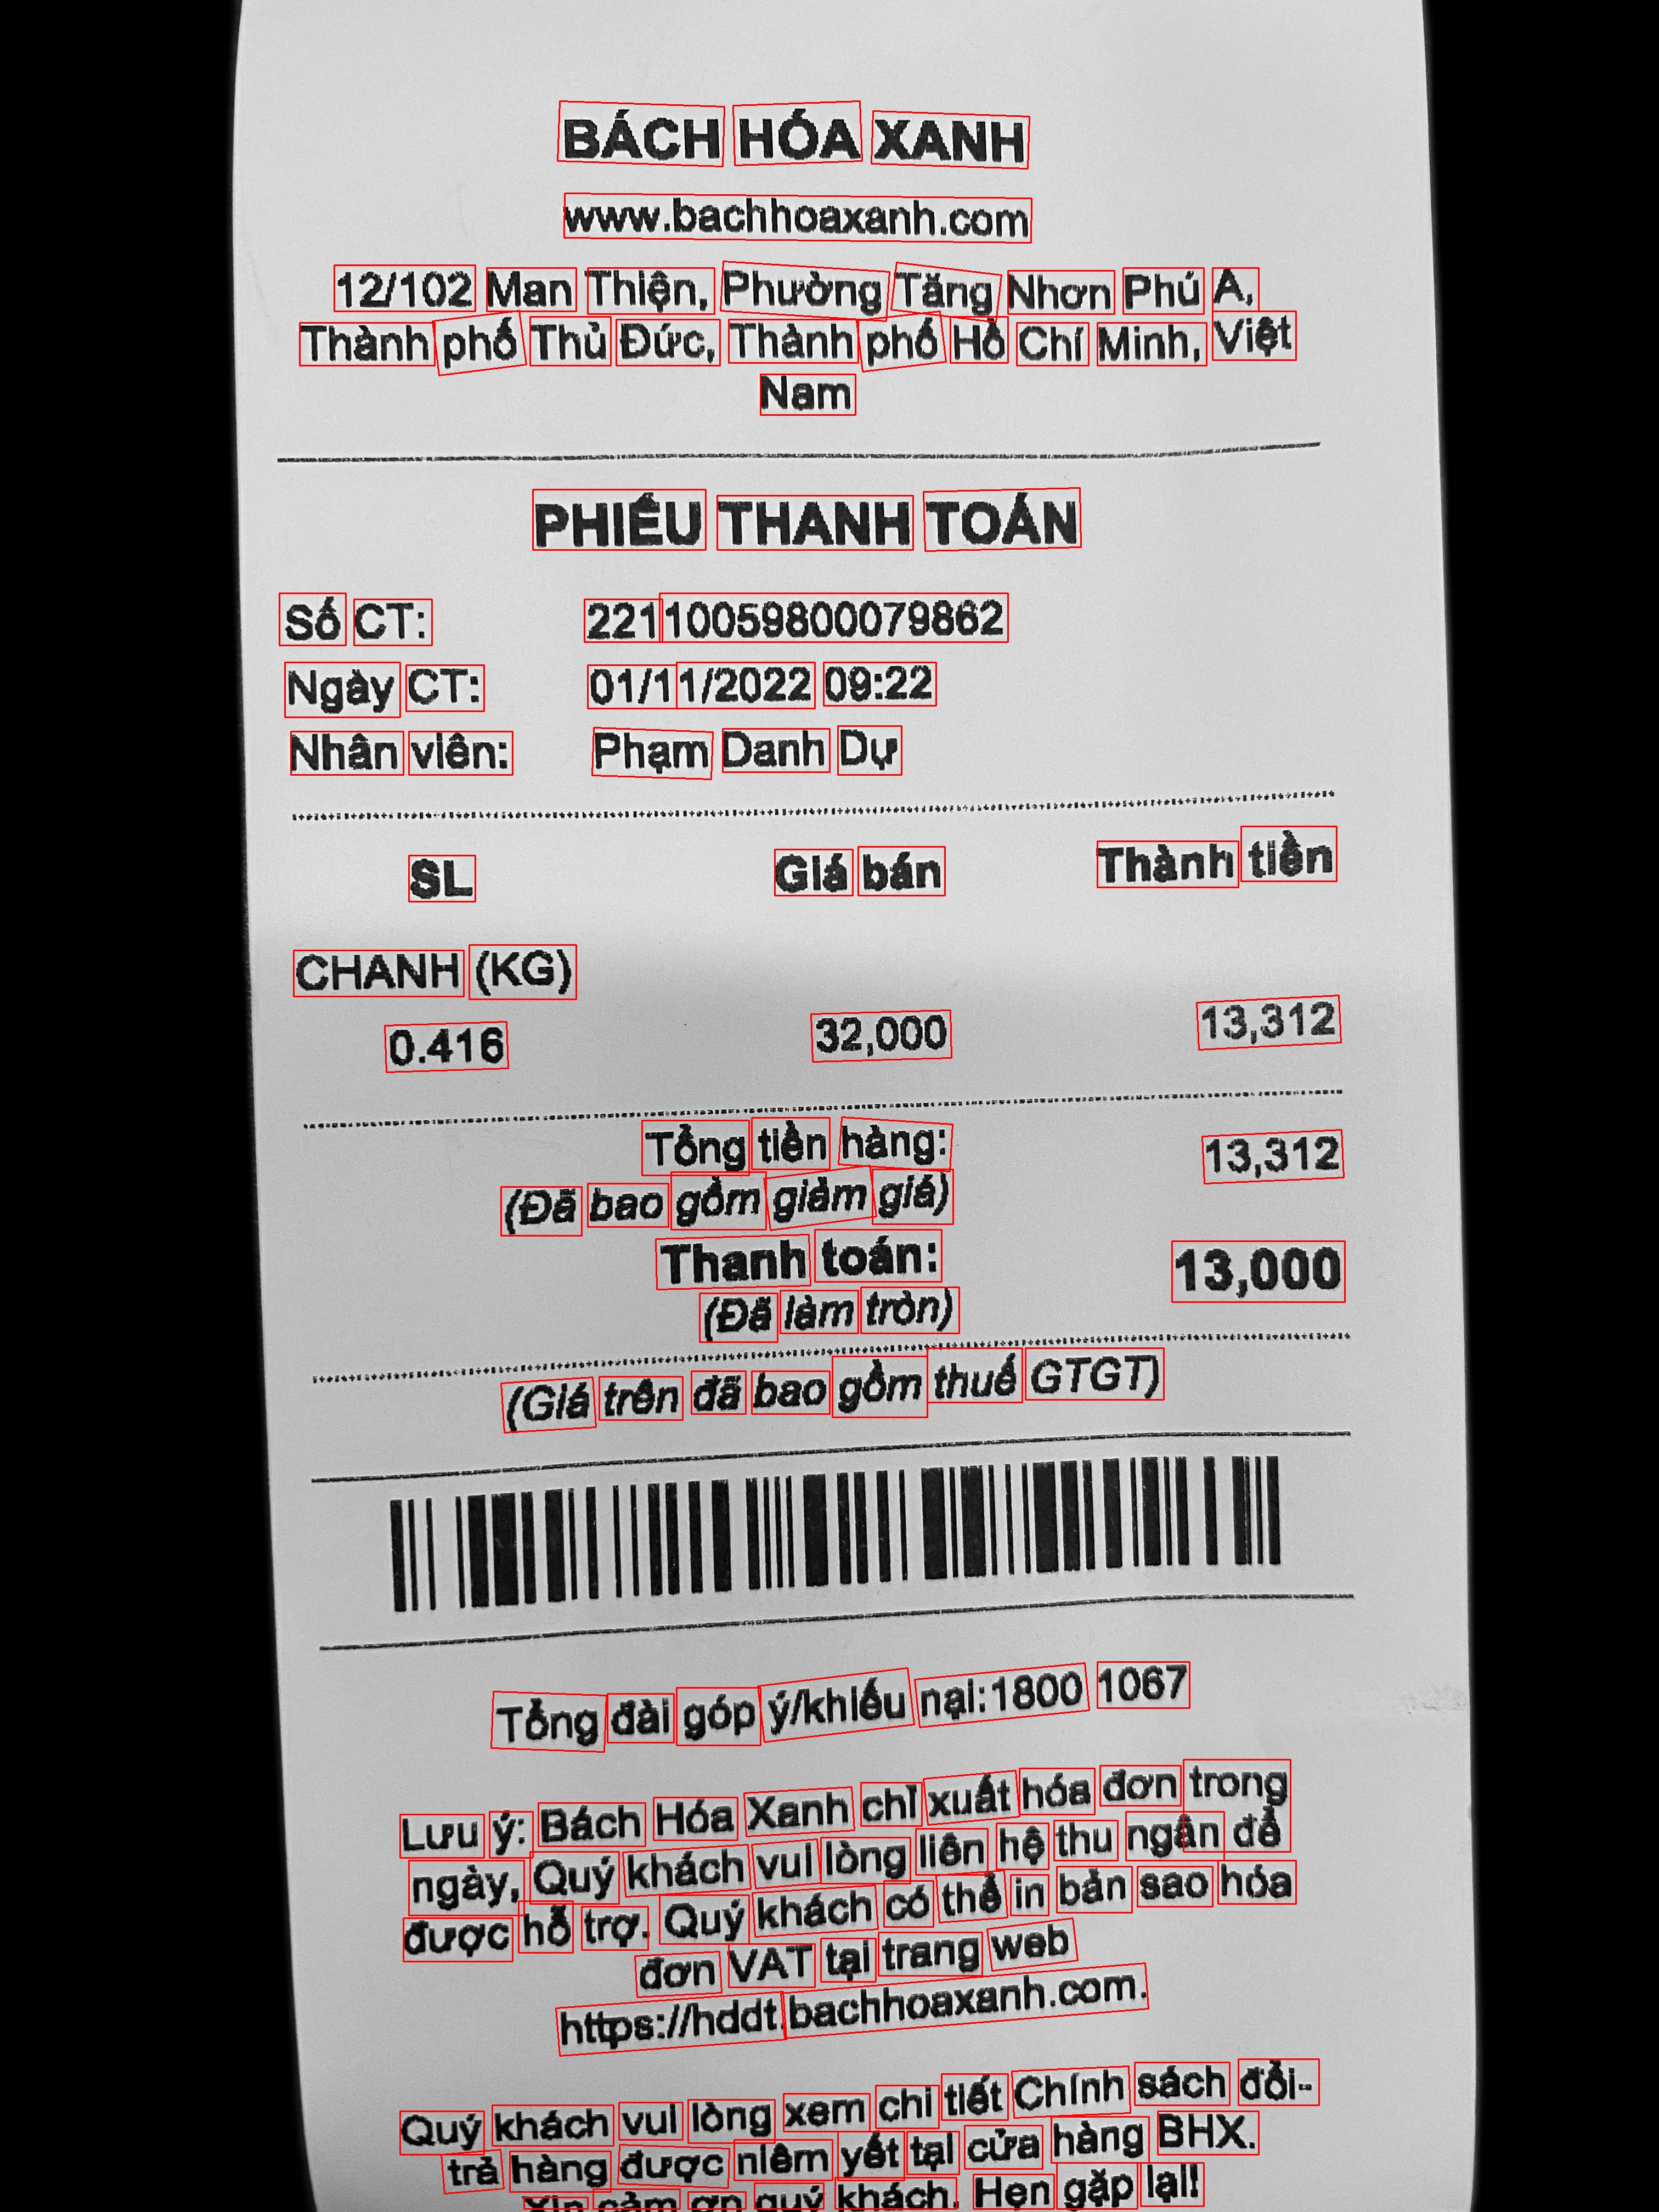 BÁCH HÓA XANH
www.bachhoaxanh.com
12/102 Man Thiện, Phường Tăng Nhơn Phú A,
Thành phố Thủ Đức, Thành phố Hồ Chí Minh, Việt
Nam
PHIẾU THANH TOÁN
Số CT: 22110059800079862
Ngày CT: 01/11/2022 09:22
Nhân viên: Phạm Danh Dự
SL Giá bán Thành tiền
CHANH (KG)
0.416 32,000 13,312
Tổng tiền hàng: 13,312
(Đã bao gồm giảm giá)
Thanh toán: 13,000
(Đã làm tròn)
(Giá trên đã bao gồm thuế GTGT)
Tổng đài góp ý/khiếu nại:1800 1067
Lưu ý: Bách Hóa Xanh chỉ xuất hóa đơn trong
ngày, Quý khách vui lòng liên hệ thu ngân để
được hỗ trợ. Quý khách có thể in bản sao hóa
đơn VAT tại trang web
https://hddt.bachhoaxanh.com.
Quý khách vui lòng xem chi tiết Chính sách đổi-
trả hàng được niêm yết tại cửa hàng BHX.
Xin cảm ơn quý khách. Hẹn gặp lại!